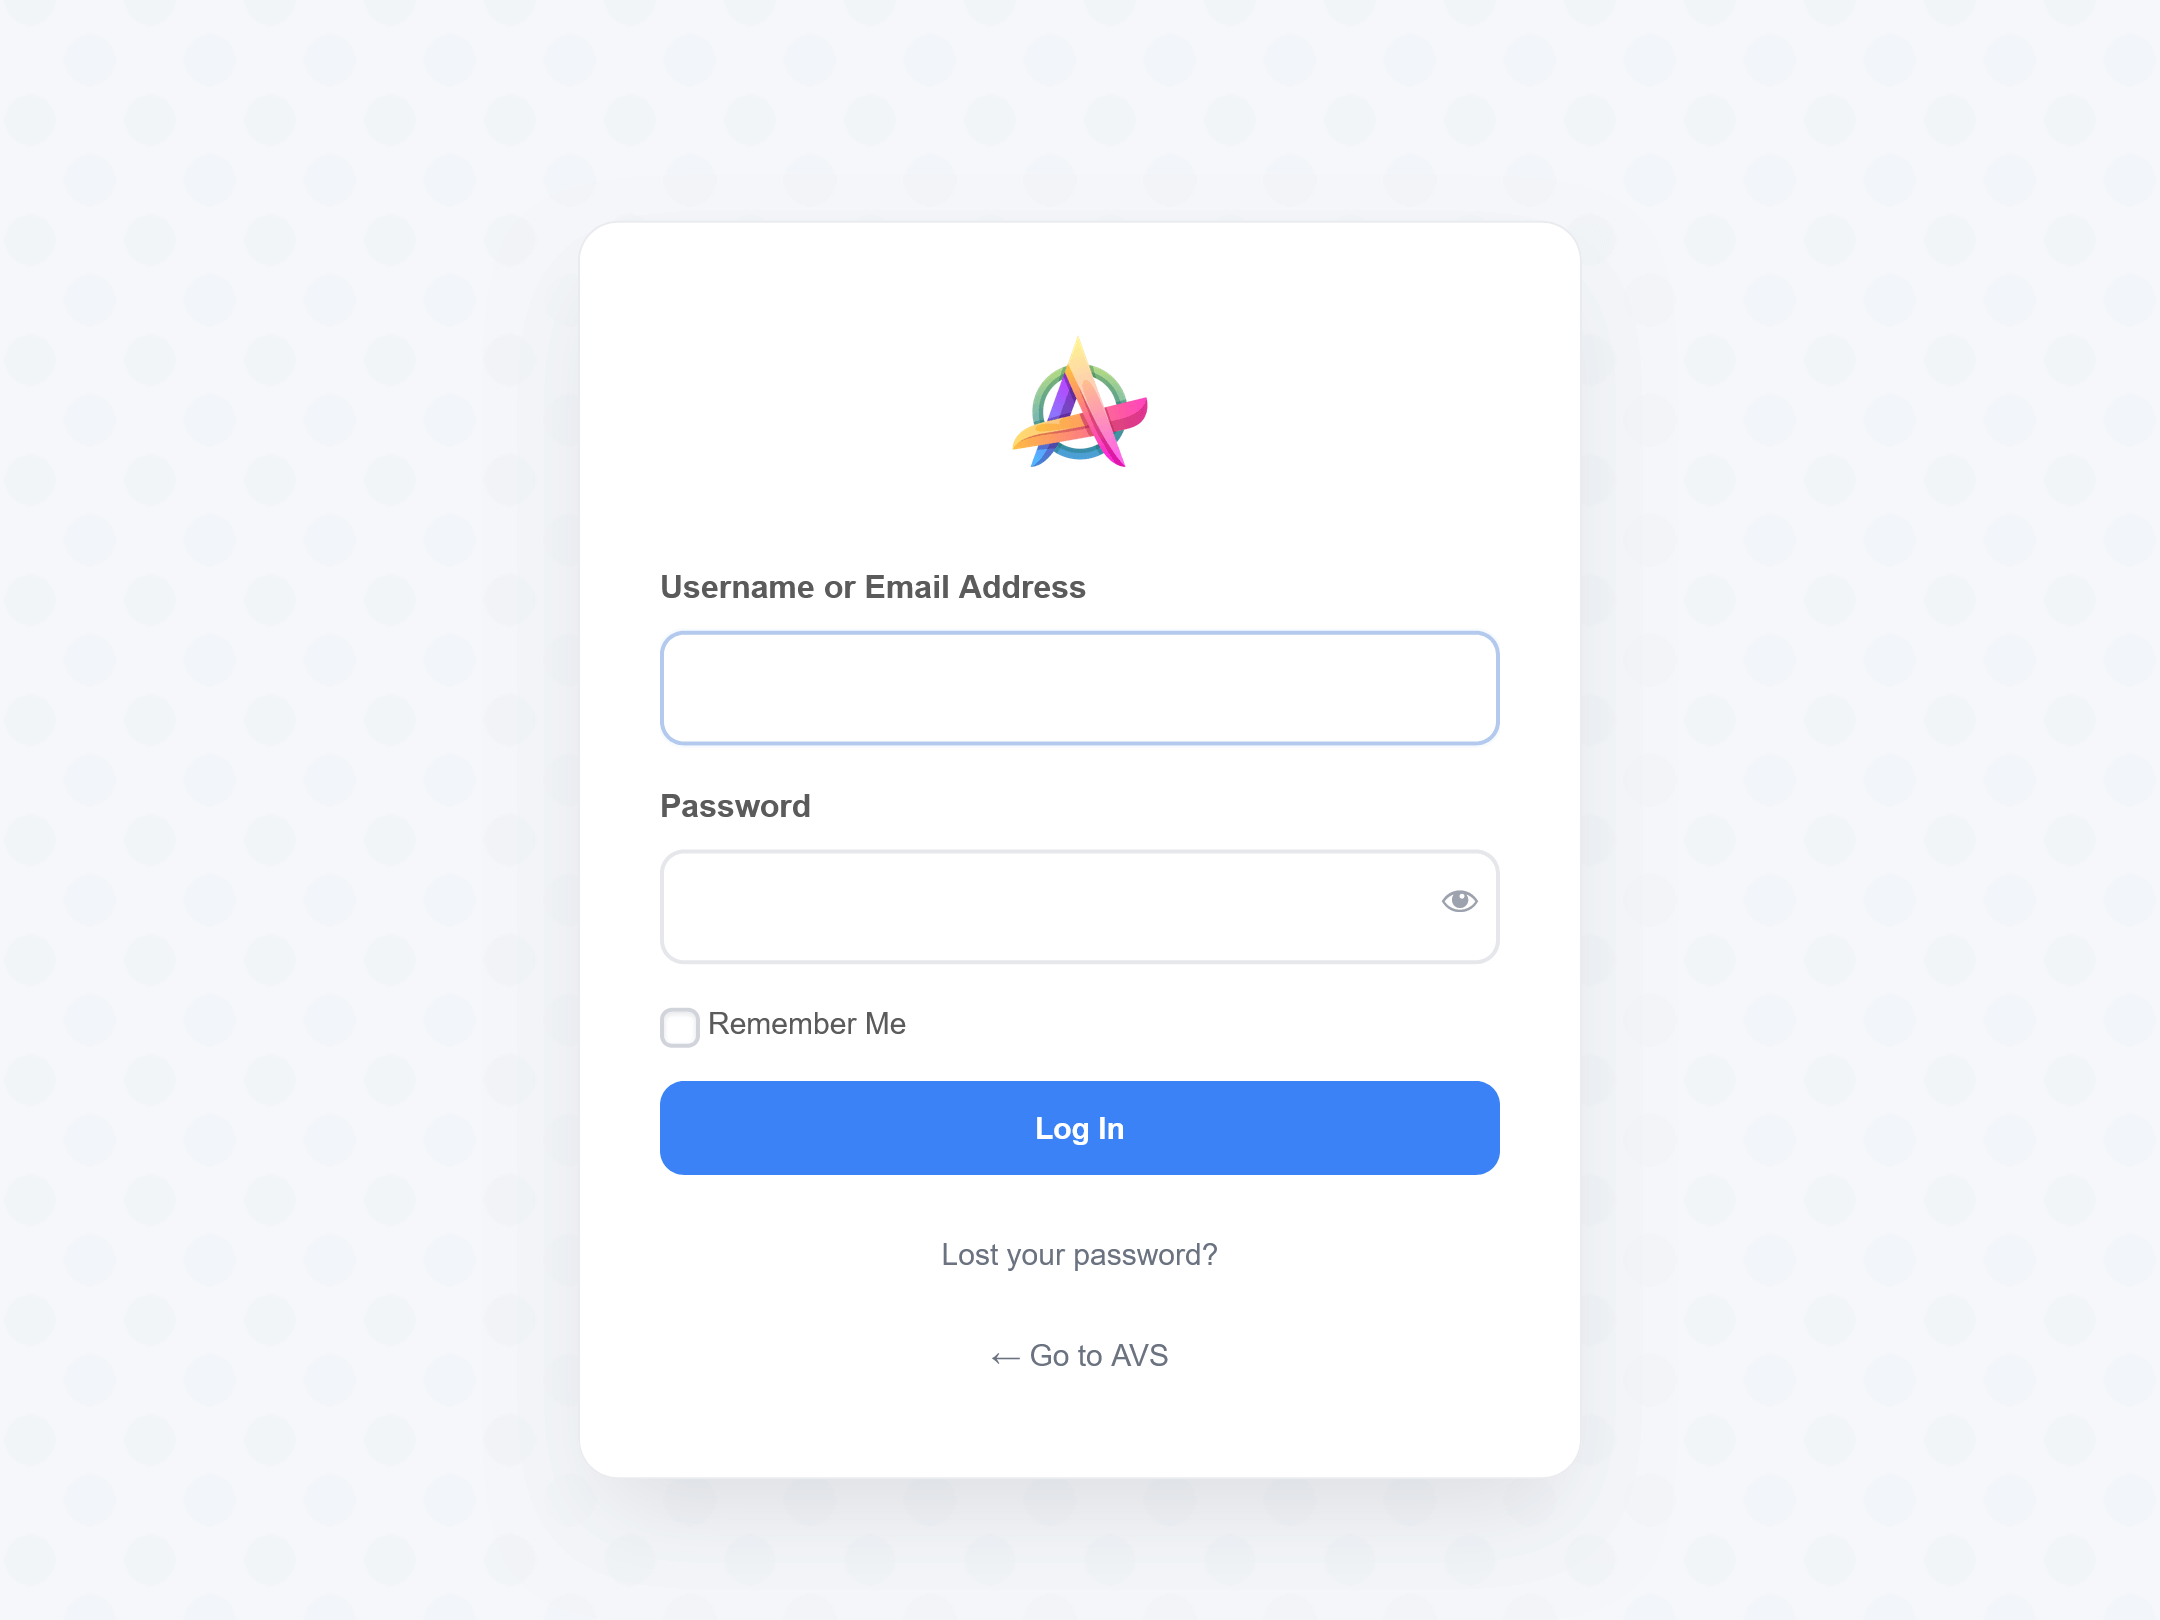 Username or Email Address
Password
Remember Me
Log In
Lost your password?
← Go to AVS